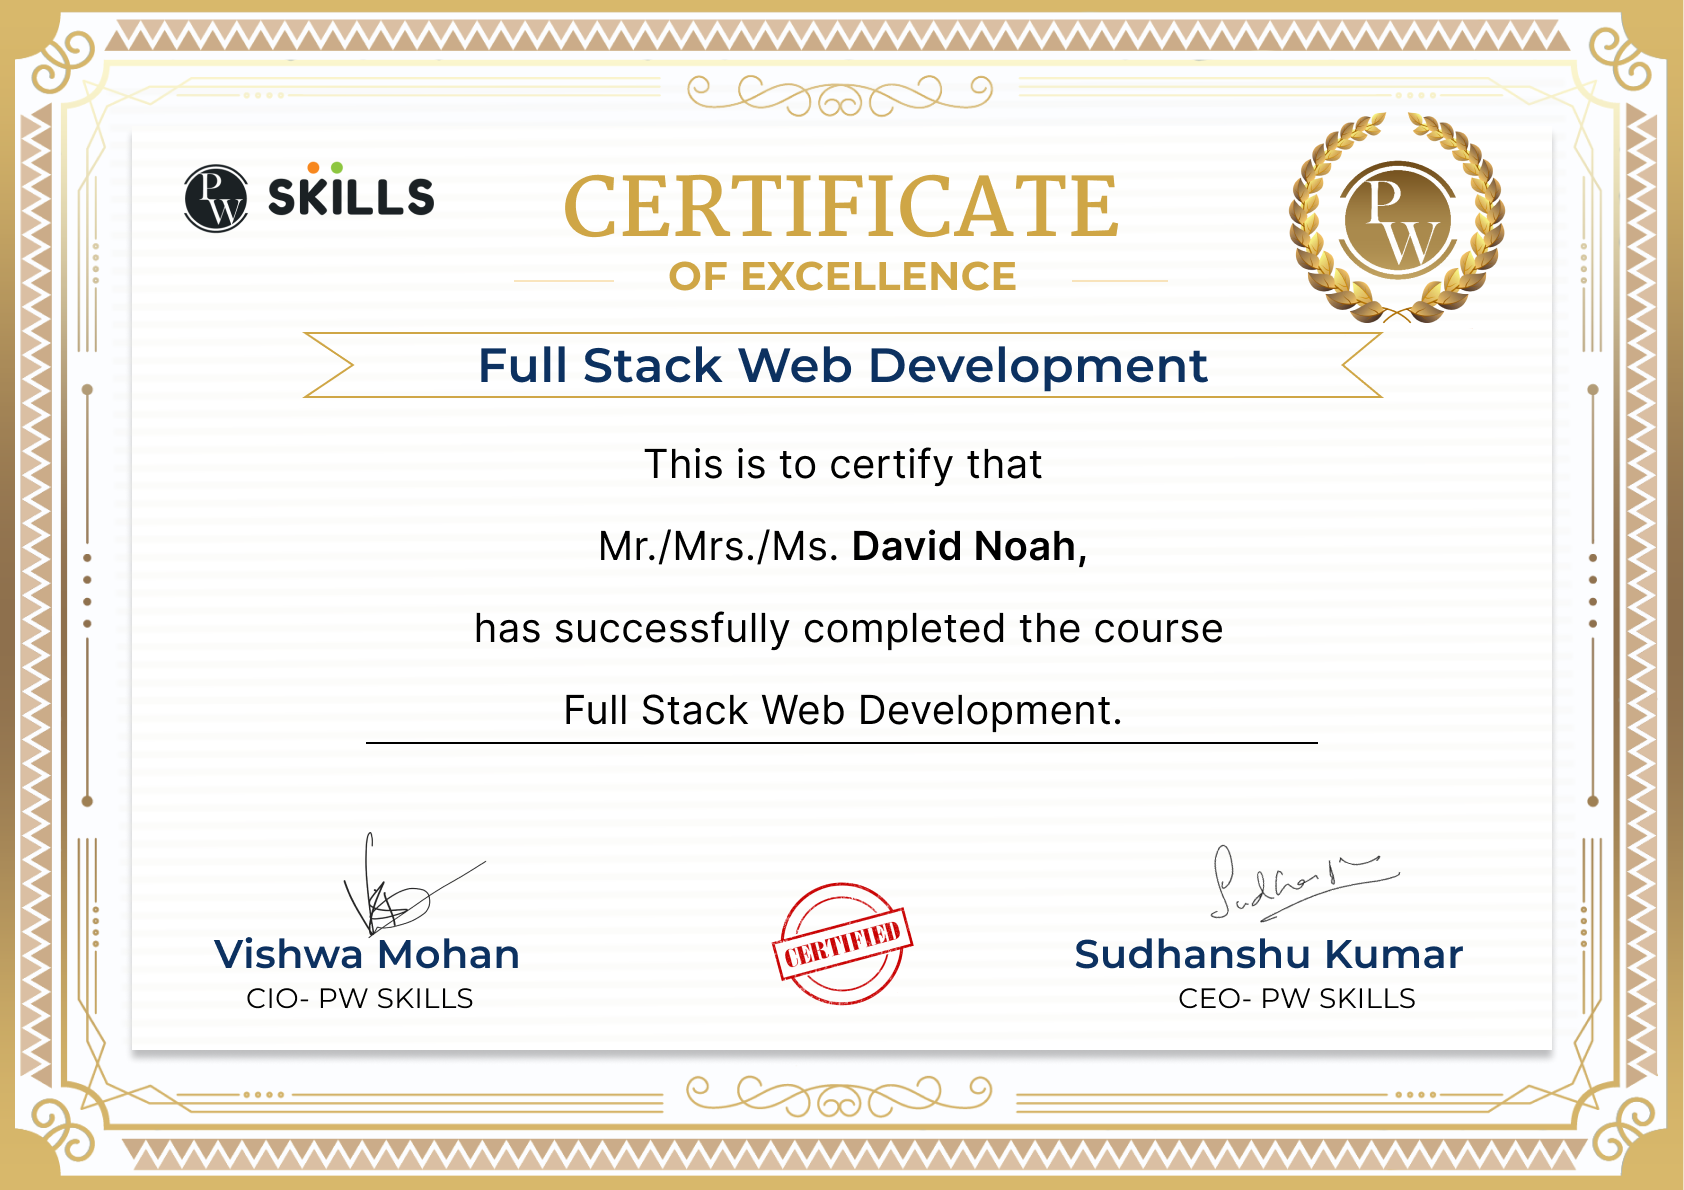 PW SKILLS
CERTIFICATE
OF EXCELLENCE
PW
Full Stack Web Development
This is to certify that
Mr./Mrs./Ms. David Noah,
has successfully completed the course
Full Stack Web Development.
Sudhanshu
Vishwa Mohan
CIO- PW SKILLS
CERTIFIED
Sudhanshu Kumar
CEO- PW SKILLS